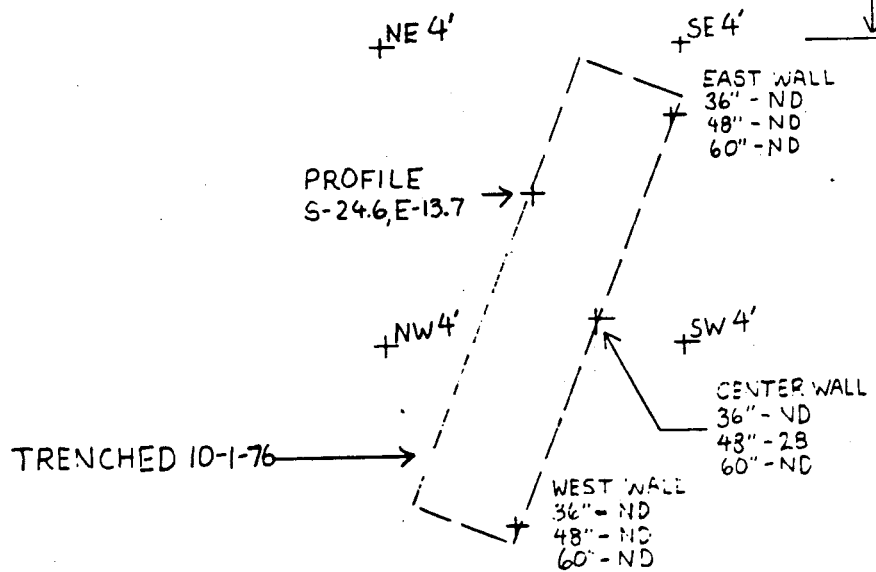 NE 4'
SE 4'
EAST WALL
36" - ND
48" - ND
60" - ND
PROFILE
S-24.6, E-13.7
NW 4'
SW 4'
CENTER WALL
36" - ND
48" - 28
60" - ND
TRENCHED 10-1-76
WEST WALL
36" - ND
48" - ND
60" - ND